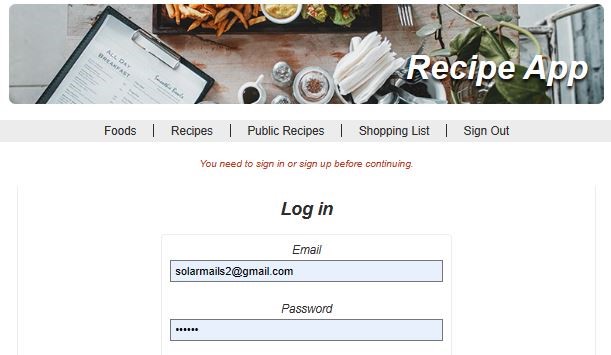 ALL DAY
BREAKFAST
Recipe App
Foods | Recipes | Public Recipes | Shopping List | Sign Out
You need to sign in or sign up before continuing.
Log in
Email
solarmails2@gmail.com
Password
••••••